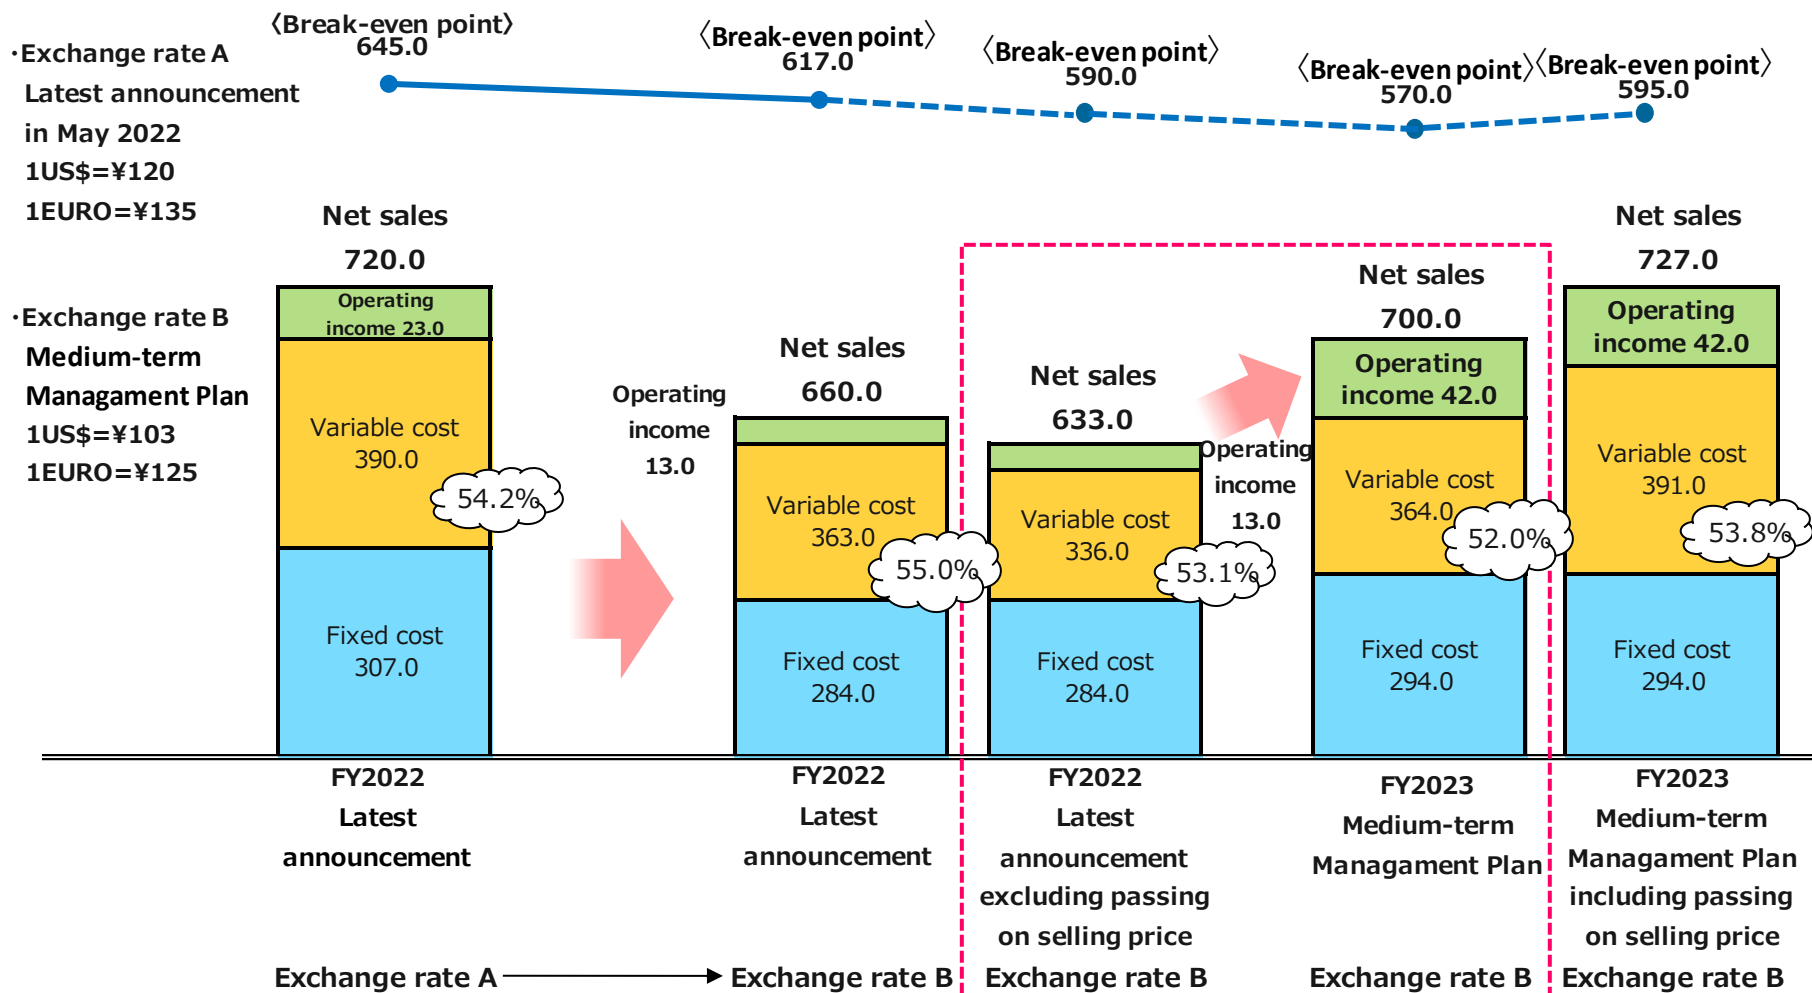 ・Exchange rate A
Latest announcement
in May 2022
1US$=¥120
1EURO=¥135
・Exchange rate B
Medium-term
Managament Plan
1US$=¥103
1EURO=¥125
〈Break-even point〉
645.0
〈Break-even point〉
617.0
〈Break-even point〉
590.0
〈Break-even point〉
570.0
〈Break-even point〉
595.0
Net sales
720.0
Operating
income 23.0
Variable cost
390.0
54.2%
Fixed cost
307.0
FY2022
Latest
announcement
Exchange rate A
Operating
income
13.0
Net sales
660.0
Variable cost
363.0
55.0%
Fixed cost
284.0
FY2022
Latest
announcement
Exchange rate B
Net sales
633.0
Operating
income
13.0
Variable cost
336.0
53.1%
Fixed cost
284.0
FY2022
Latest
announcement
excluding passing
on selling price
Exchange rate B
Net sales
700.0
Operating
income 42.0
Variable cost
364.0
52.0%
Fixed cost
294.0
FY2023
Medium-term
Managament Plan
Exchange rate B
Net sales
727.0
Operating
income 42.0
Variable cost
391.0
53.8%
Fixed cost
294.0
FY2023
Medium-term
Managament Plan
including passing
on selling price
Exchange rate B